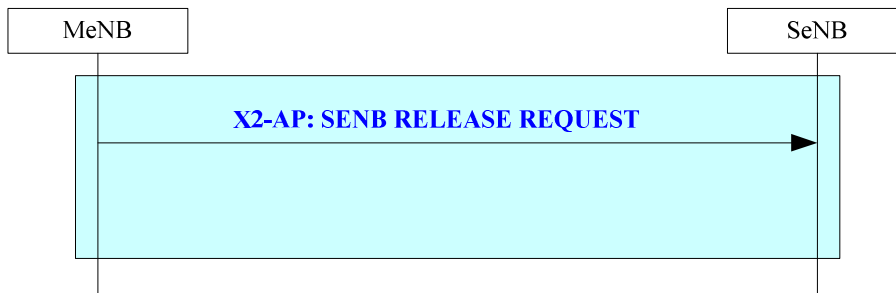 MeNB
SeNB
X2-AP: SENB RELEASE REQUEST